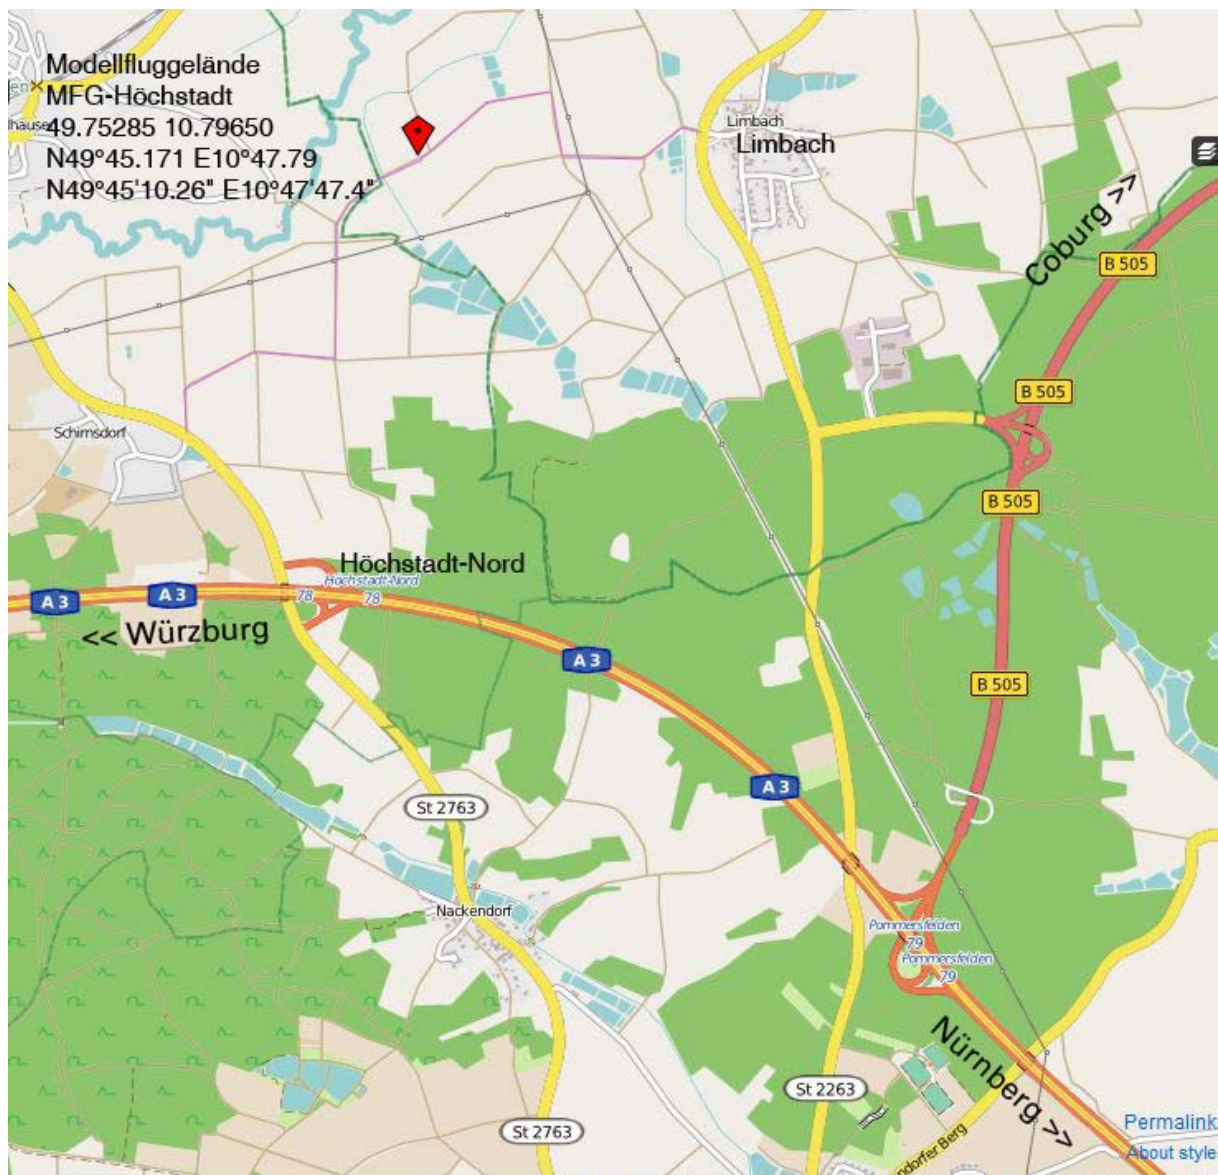 Modellfluggelände
MFG-Höchstadt
49.75285 10.79650
N49°45.171 E10°47.79
N49°45'10.26" E10°47'47.4"
Limbach
Limbach
Coburg >>
B 505
B 505
Schirnsdorf
B 505
Höchstadt-Nord
Höchstadt-Nord
78
78
A 3
A 3
<< Würzburg
A 3
B 505
A 3
St 2763
Nackendorf
Pommersfelden
79
Pommersfelden
79
Nürnberg >>
St 2263
St 2763
Permalink
About style